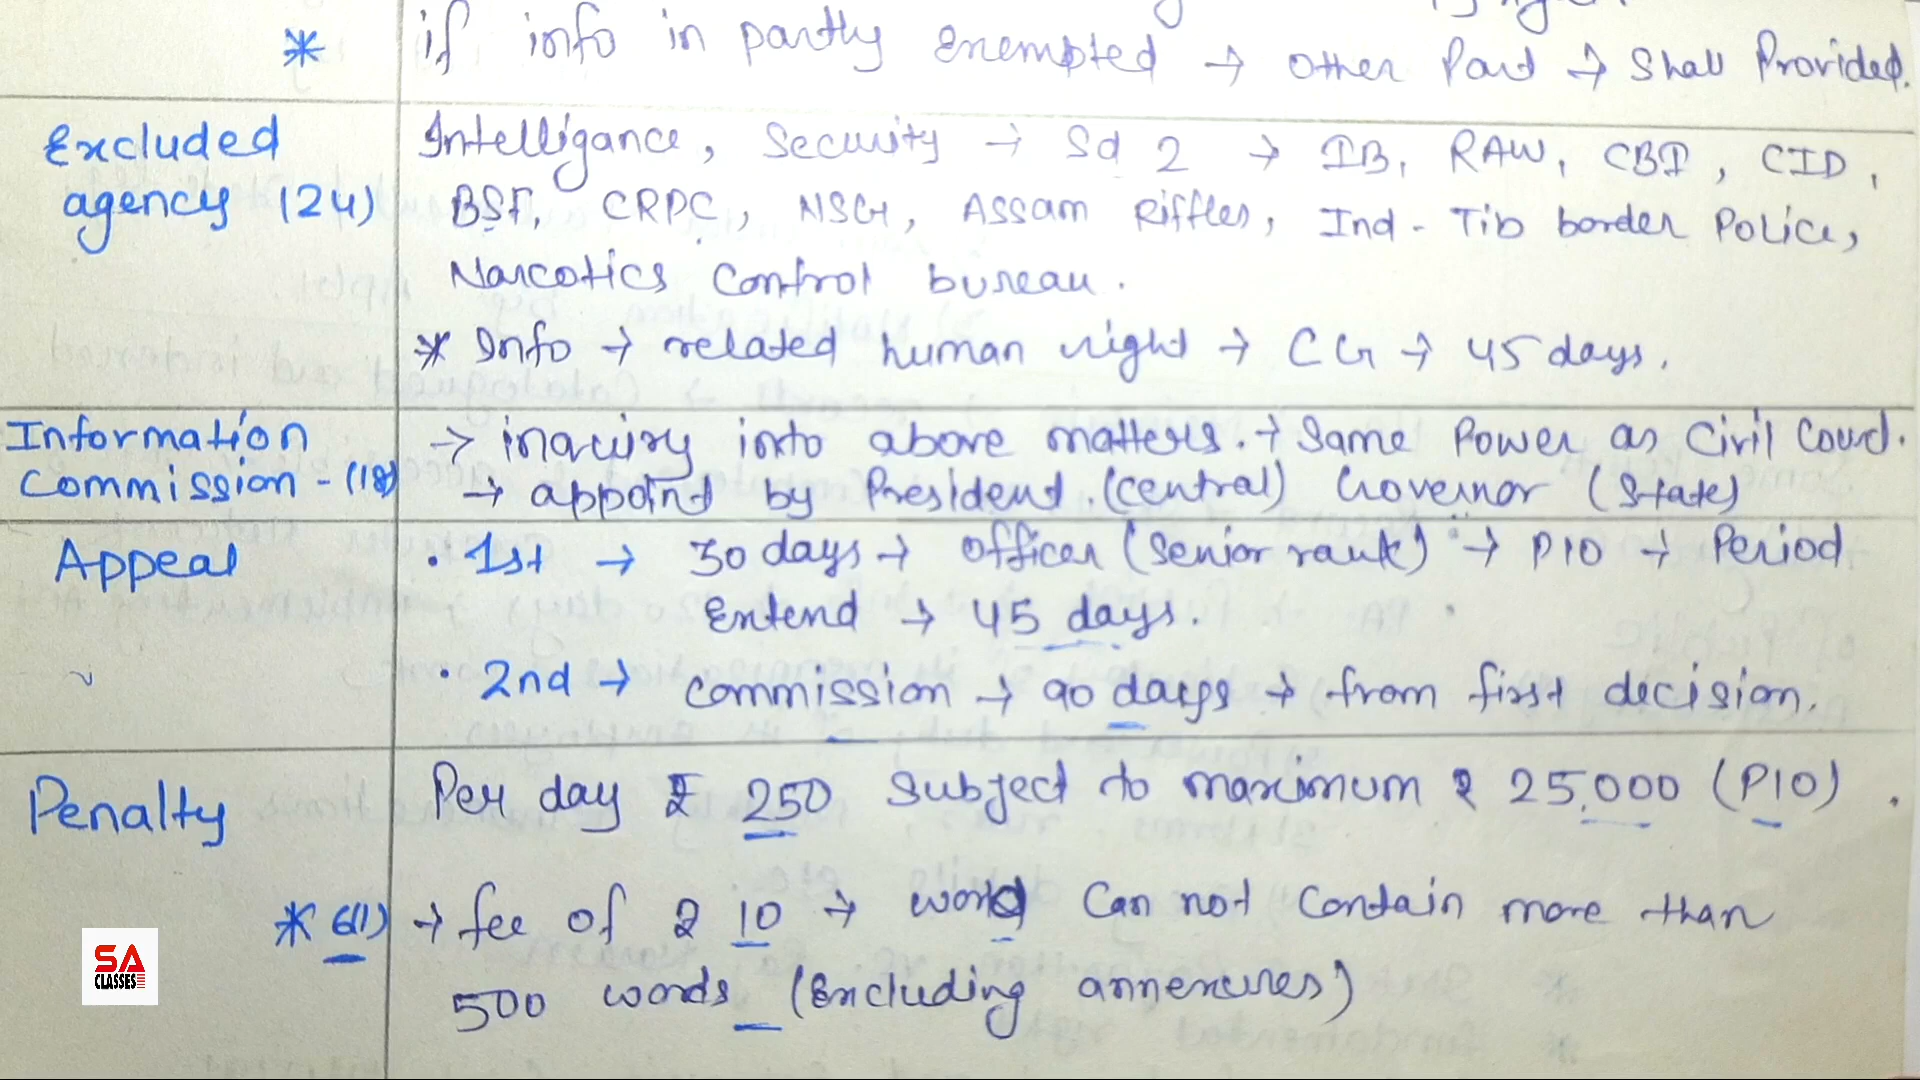 * if info in partly exempted → other Part → Shall Provided.
Excluded agency (24)
Intelligance, Security → Sd 2 → IB, RAW, CBI, CID,
BSF, CRPC, NSG, Assam Riffles, Ind - Tib border Police,
Narcotics Control bureau.
* Info → related human right → CG → 45 days.
Information Commission - (18)
→ inquiry into above matters. → Same Power as Civil Court.
→ appoint by President. (central) Governor (State)
Appeal
• 1st → 30 days → officer (Senior rank) → PIO → Period
Extend → 45 days.
• 2nd → commission → 90 days → from first decision.
Penalty
Per day ₹ 250 Subject to maximum ₹ 25,000 (PIO).
* 6(1) → fee of ₹ 10 → word Can not Contain more than
500 words (Excluding annexures)
SA
CLASSES